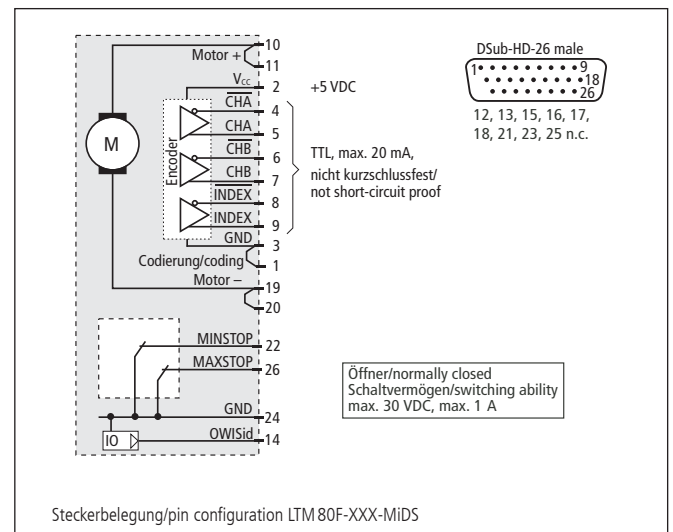 Motor +
10
11
VCC
2
+5 VDC
CHA
4
CHA
5
CHB
6
CHB
7
INDEX
8
INDEX
9
GND
3
Codierung/coding
1
Motor –
19
20
M
Encoder
TTL, max. 20 mA,
nicht kurzschlussfest/
not short-circuit proof
DSub-HD-26 male
1
9
18
26
12, 13, 15, 16, 17,
18, 21, 23, 25 n.c.
MINSTOP
22
MAXSTOP
26
GND
24
IO
OWISid
14
Öffner/normally closed
Schaltvermögen/switching ability
max. 30 VDC, max. 1 A
Steckerbelegung/pin configuration LTM 80F-XXX-MiDS